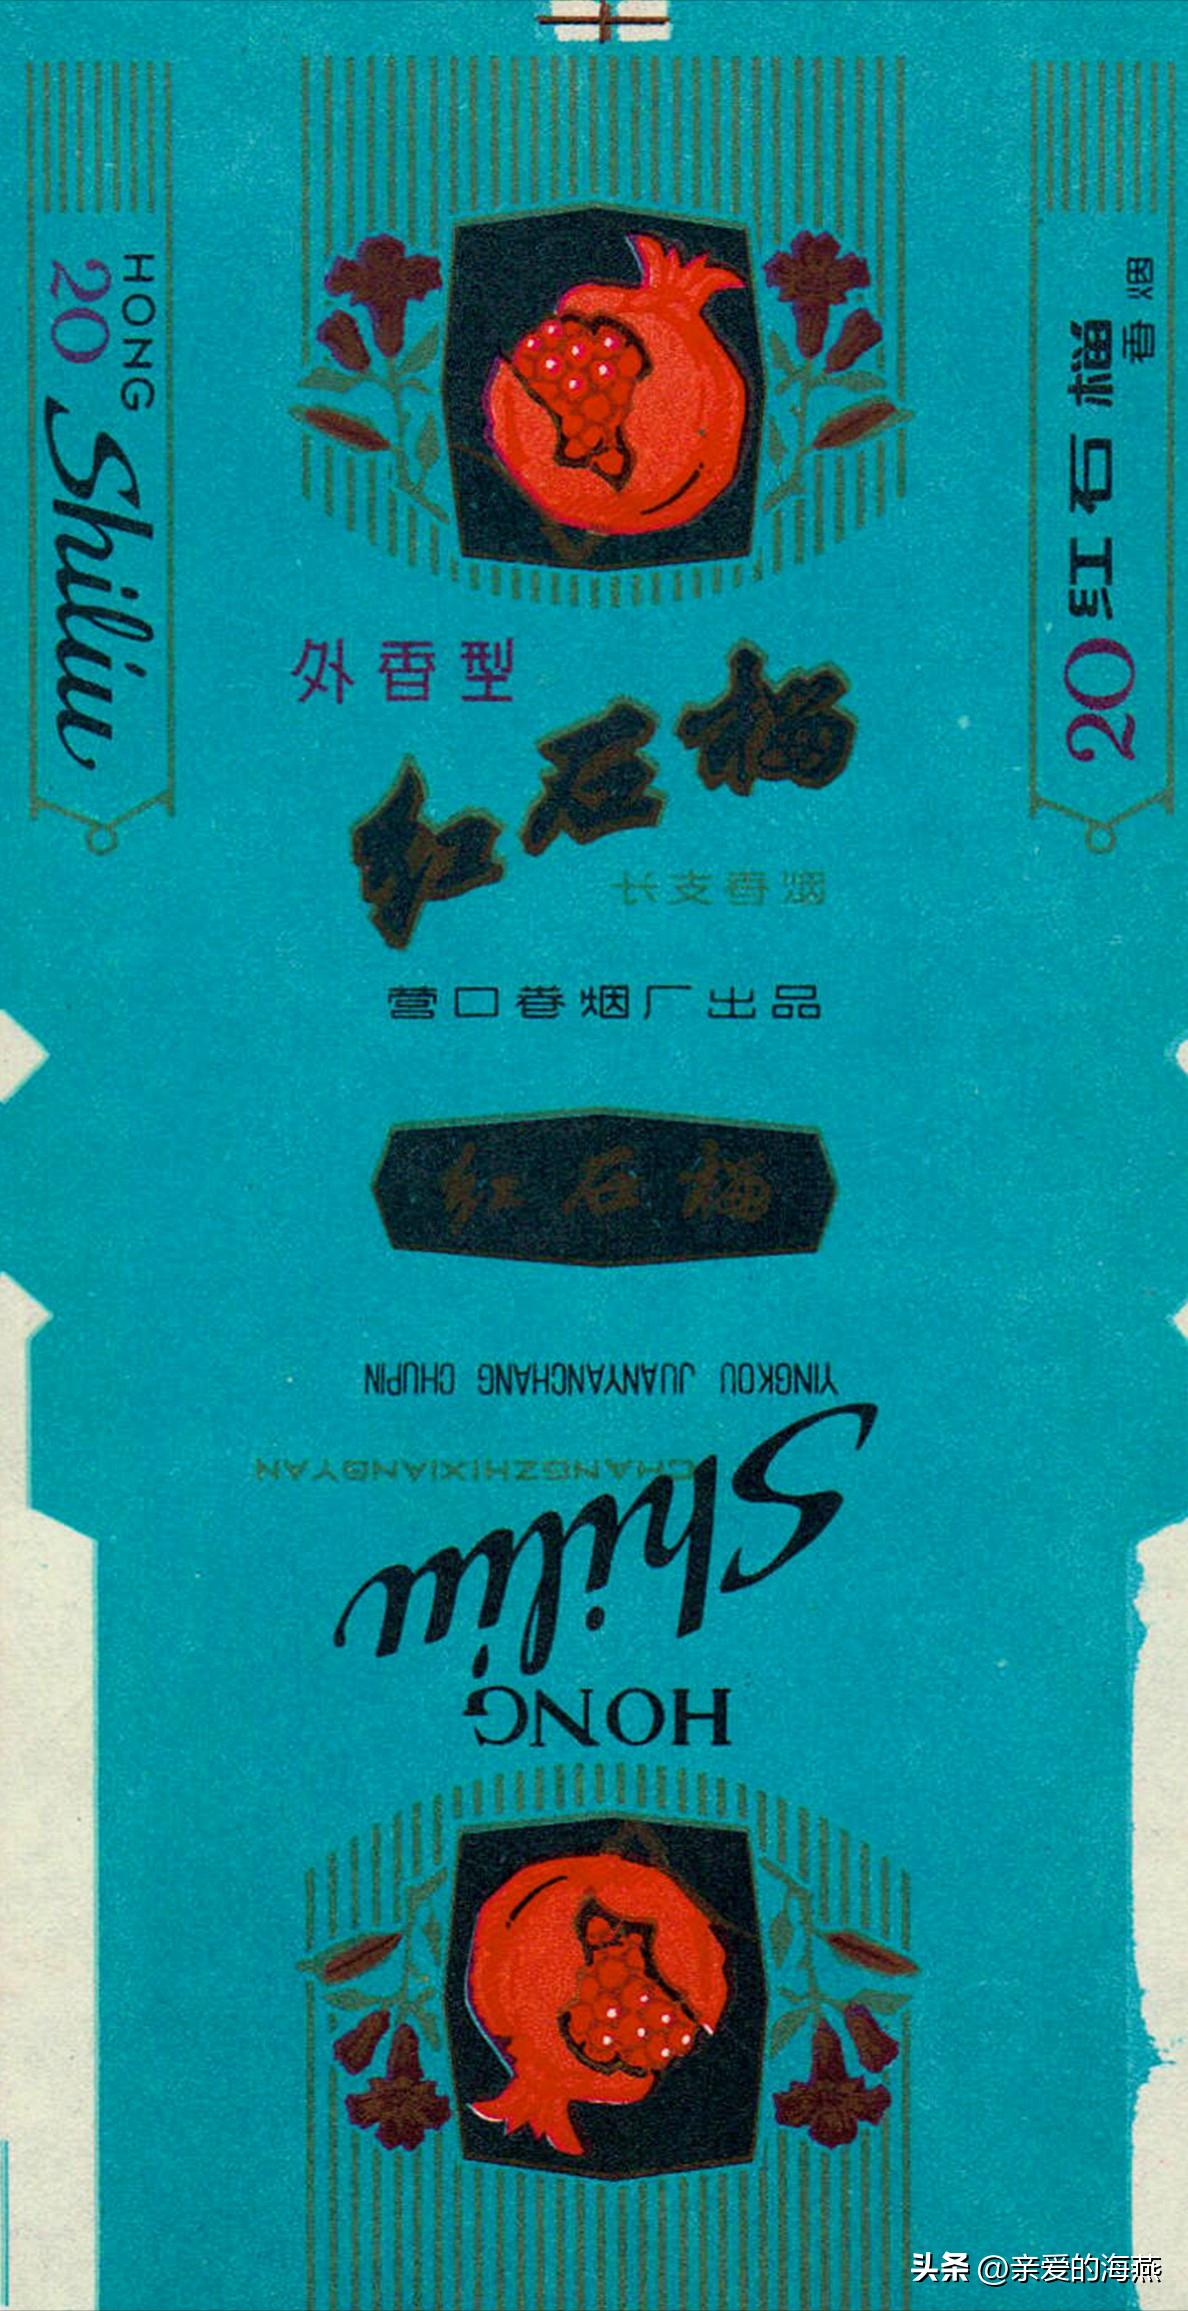 HONG
20 Shiliu
外香型
红石榴
长支香烟
营口卷烟厂出品
20 红石榴
香烟
红石榴
YINGKOU JUANYANCHANG CHUPIN
CHANGZHIXIANGYAN
Shiliu
HONG
头条 @亲爱的海燕